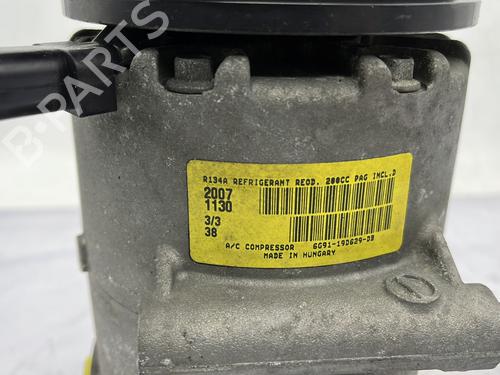 B-PARTS
R134A REFRIGERANT REQD. 200CC PAG INCL.D
2007
1130
3/3
38
A/C COMPRESSOR 6G91-19D629-DB
MADE IN HUNGARY